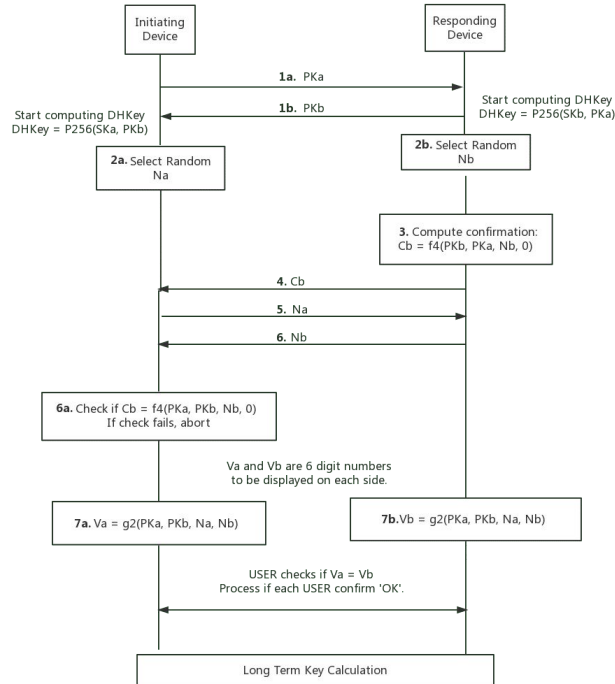 Initiating
Device
Responding
Device
1a. PKa
1b. PKb
Start computing DHKey
DHKey = P256(SKa, PKb)
Start computing DHKey
DHKey = P256(SKb, PKa)
2a. Select Random
Na
2b. Select Random
Nb
3. Compute confirmation:
Cb = f4(PKb, PKa, Nb, 0)
4. Cb
5. Na
6. Nb
6a. Check if Cb = f4(PKa, PKb, Nb, 0)
If check fails, abort
Va and Vb are 6 digit numbers
to be displayed on each side.
7a. Va = g2(PKa, PKb, Na, Nb)
7b.Vb = g2(PKa, PKb, Na, Nb)
USER checks if Va = Vb
Process if each USER confirm 'OK'.
Long Term Key Calculation